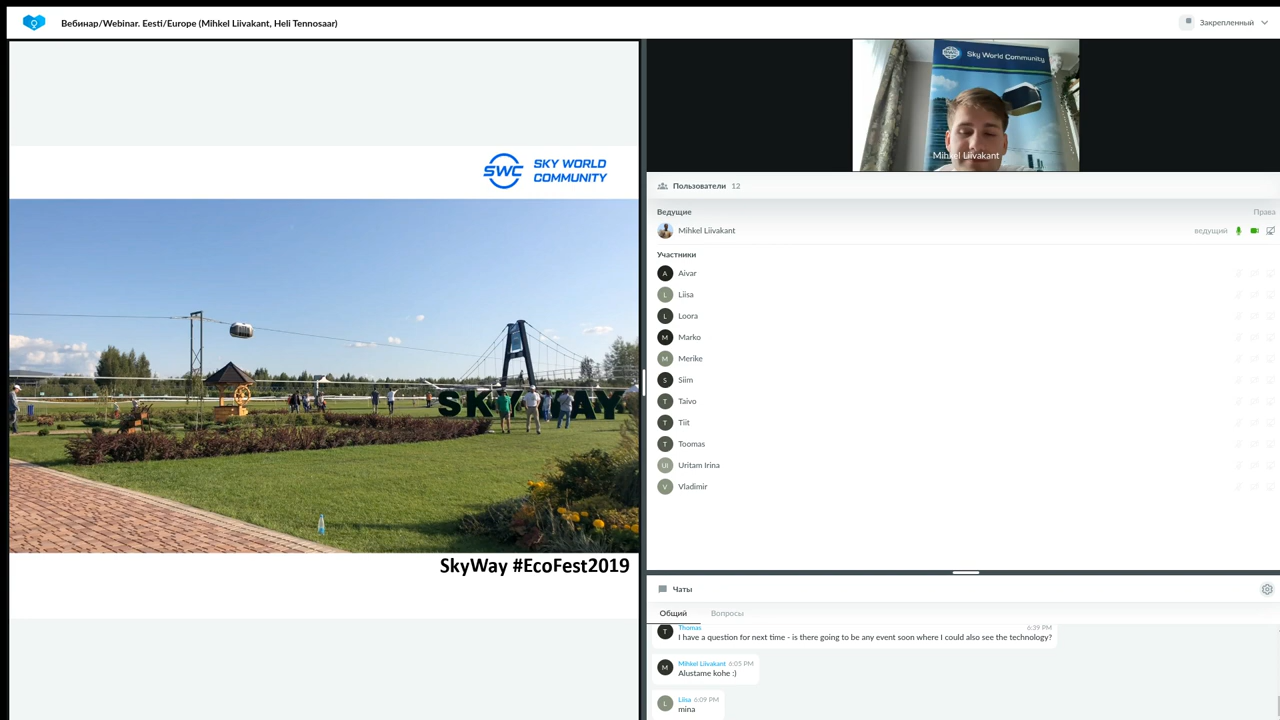 Вебинар/Webinar. Eesti/Europe (Mihkel Liivakant, Heli Tennosaar)
Закрепленный
SWC SKY WORLD
COMMUNITY
SKYWAY
SkyWay #EcoFest2019
Sky World Community
Mihkel Liivakant
Пользователи 12
Ведущие Права
Mihkel Liivakant ведущий
Участники
A Aivar
L Liisa
L Loora
M Marko
M Merike
S Siim
T Taivo
T Tiit
T Toomas
UI Uritam Irina
V Vladimir
Чаты
Общий Вопросы
T Thomas 6:39 PM
I have a question for next time - is there going to be any event soon where I could also see the technology?
M Mihkel Liivakant 6:05 PM
Alustame kohe :)
L Liisa 6:09 PM
mina